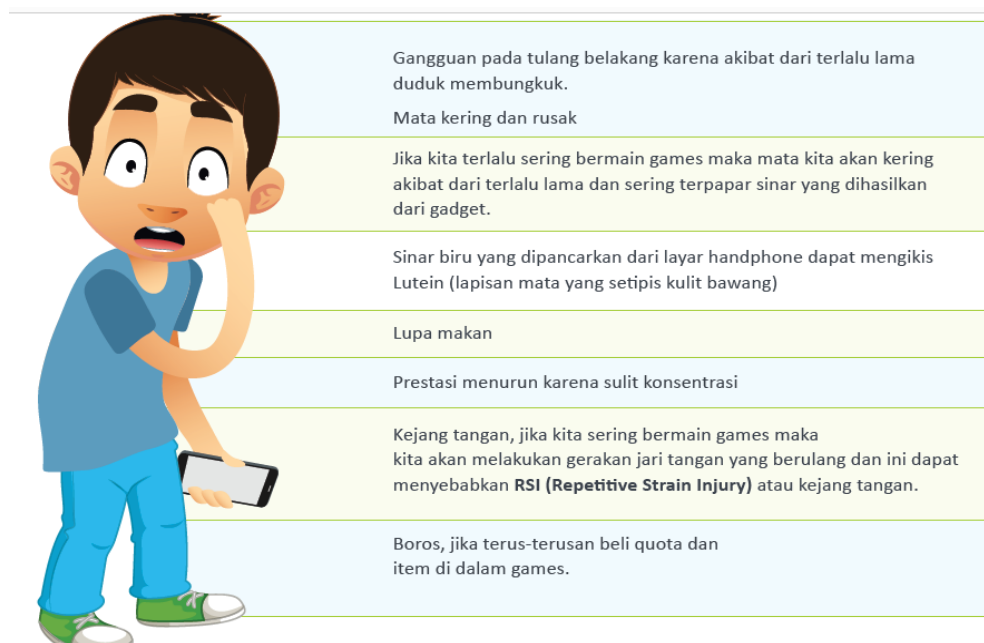 Gangguan pada tulang belakang karena akibat dari terlalu lama
duduk membungkuk.
Mata kering dan rusak
Jika kita terlalu sering bermain games maka mata kita akan kering
akibat dari terlalu lama dan sering terpapar sinar yang dihasilkan
dari gadget.
Sinar biru yang dipancarkan dari layar handphone dapat mengikis
Lutein (lapisan mata yang setipis kulit bawang)
Lupa makan
Prestasi menurun karena sulit konsentrasi
Kejang tangan, jika kita sering bermain games maka
kita akan melakukan gerakan jari tangan yang berulang dan ini dapat
menyebabkan RSI (Repetitive Strain Injury) atau kejang tangan.
Boros, jika terus-terusan beli quota dan
item di dalam games.